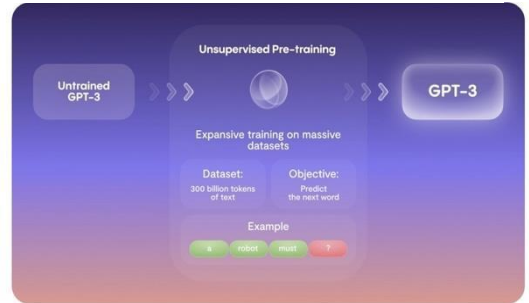 Unsupervised Pre-training
Untrained
GPT-3
GPT-3
Expansive training on massive
datasets
Dataset:
300 billion tokens
of text
Objective:
Predict
the next word
Example
a robot must ?